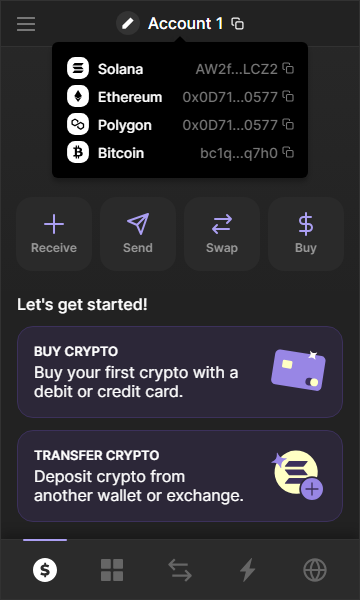 Account 1
Solana AW2f...LCZ2
Ethereum 0x0D71...0577
Polygon 0x0D71...0577
Bitcoin bc1q...q7h0
Receive Send Swap Buy
Let's get started!
BUY CRYPTO
Buy your first crypto with a
debit or credit card.
TRANSFER CRYPTO
Deposit crypto from
another wallet or exchange.